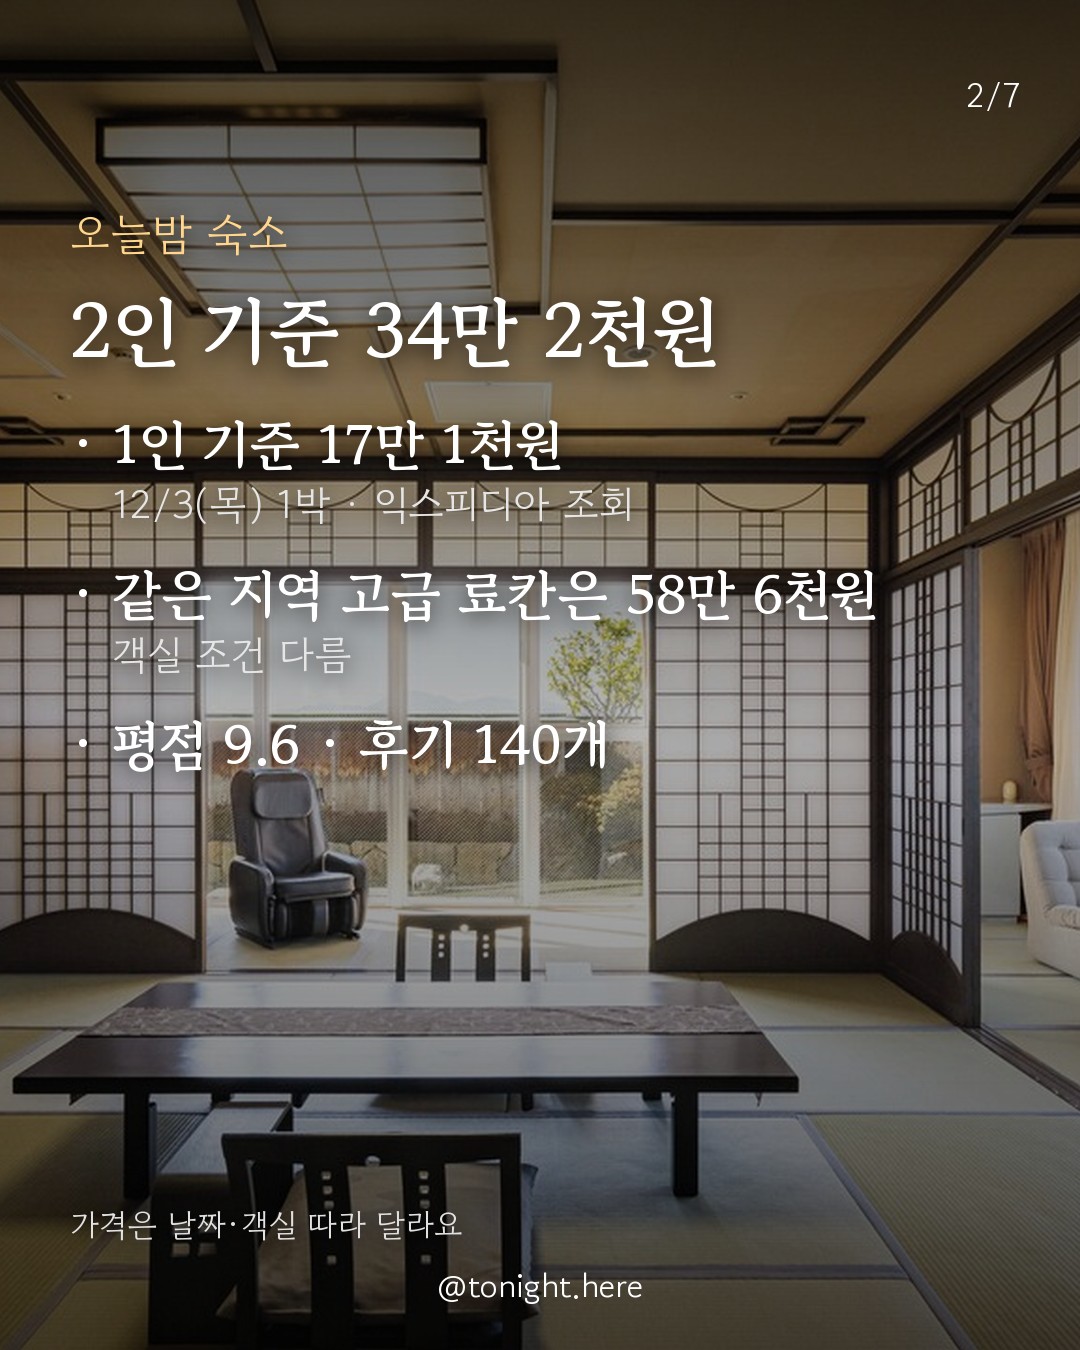 2/7
오늘밤 숙소
2인 기준 34만 2천원
· 1인 기준 17만 1천원
12/3(목) 1박 · 익스피디아 조회
· 같은 지역 고급 료칸은 58만 6천원
객실 조건 다름
· 평점 9.6 · 후기 140개
가격은 날짜·객실 따라 달라요
@tonight.here